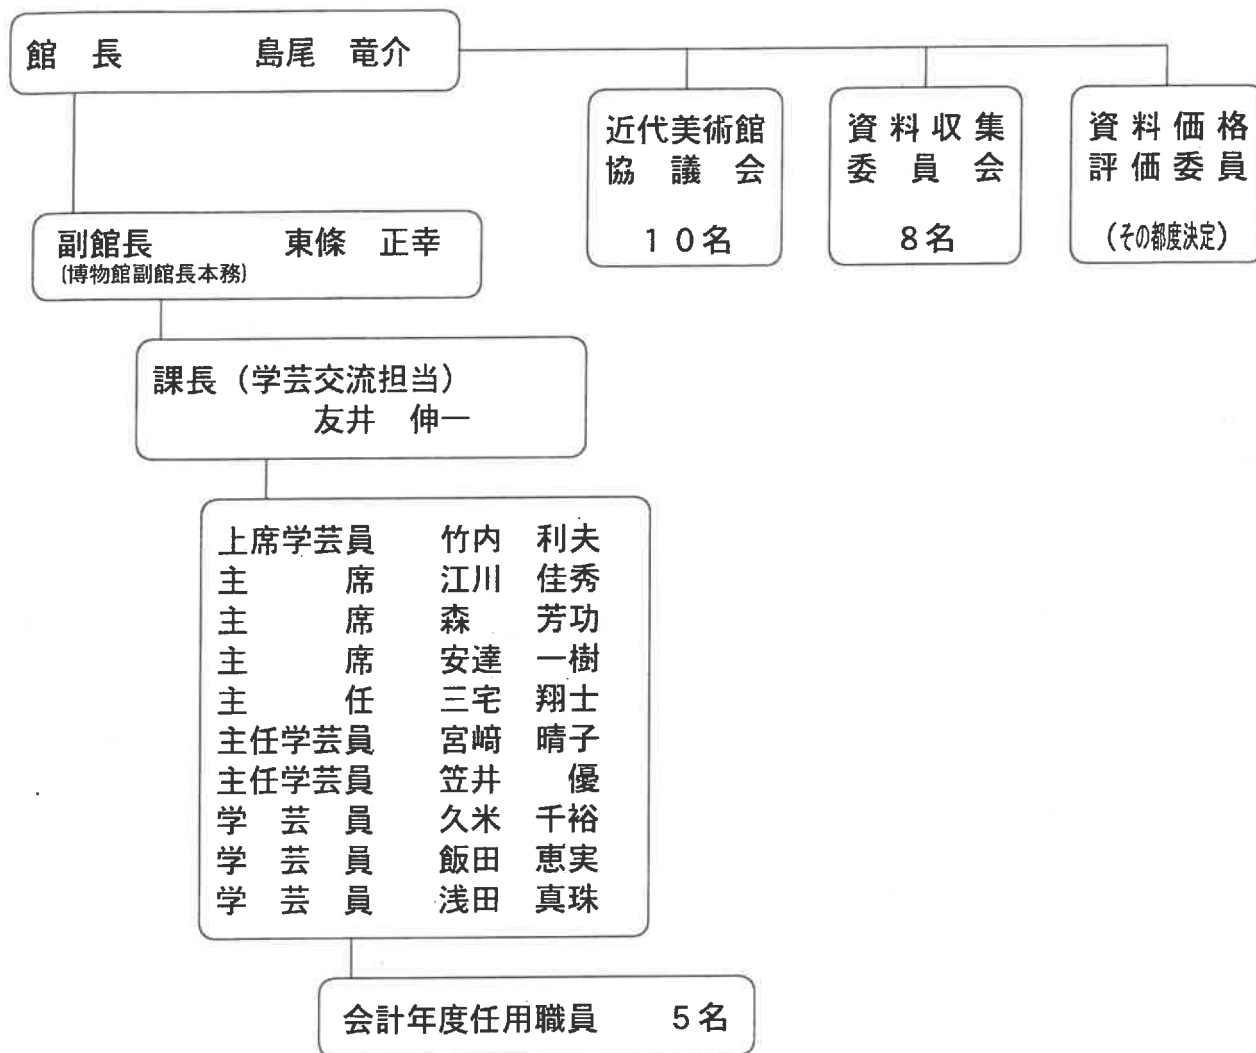 館　長　　　　島尾　竜介
近代美術館
協　議　会
１０名
資料収集
委　員　会
８名
資料価格
評価委員
（その都度決定）
副館長　　　　東條　正幸
(博物館副館長本務)
課長（学芸交流担当）
友井　伸一
上席学芸員　　竹内　利夫
主　　　席　　江川　佳秀
主　　　席　　森　　芳功
主　　　席　　安達　一樹
主　　　任　　三宅　翔士
主任学芸員　　宮﨑　晴子
主任学芸員　　笠井　　優
学　芸　員　　久米　千裕
学　芸　員　　飯田　恵実
学　芸　員　　浅田　真珠
会計年度任用職員　　５名